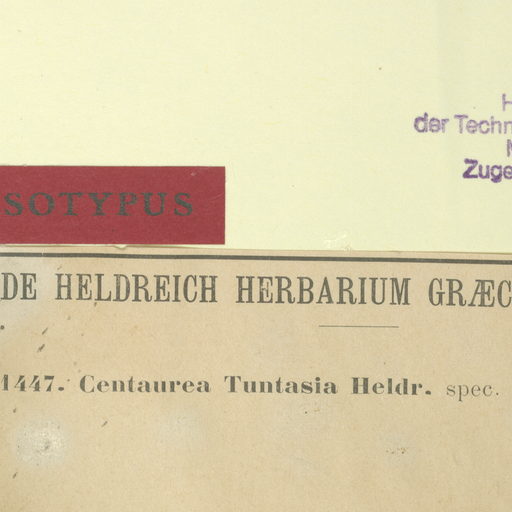 der Techn
Zuge
SOTYPUS
DE HELDREICH HERBARIUM GRÆC
1447. Centaurea Tuntasia Heldr. spec.